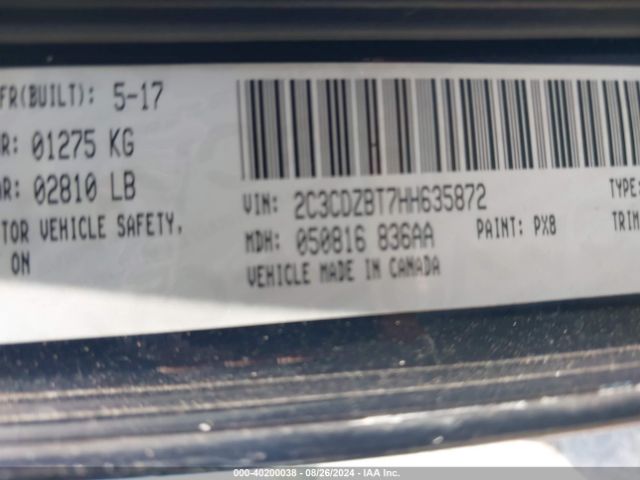 FR(BUILT): 5-17
R: 01275 KG
R: 02810 LB
TOR VEHICLE SAFETY,
ON
VIN: 2C3CDZBT7HH635872
TYPE:
MDH: 050816 836AA
PAINT: PX8
TRIM
VEHICLE MADE IN CANADA
000-40200038 - 08/26/2024 - IAA Inc.